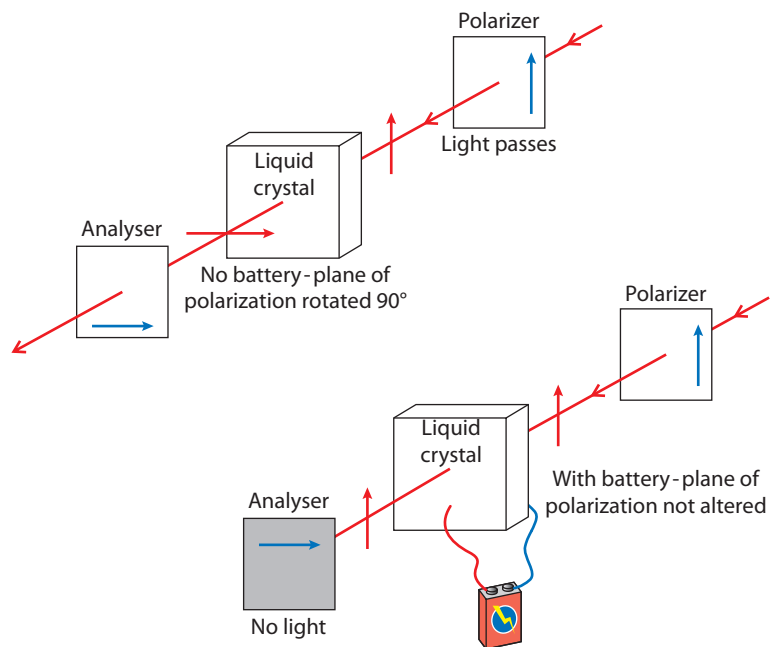 Polarizer
Light passes
Liquid
crystal
Analyser
No battery-plane of
polarization rotated 90°
Polarizer
Liquid
crystal
With battery-plane of
polarization not altered
Analyser
No light